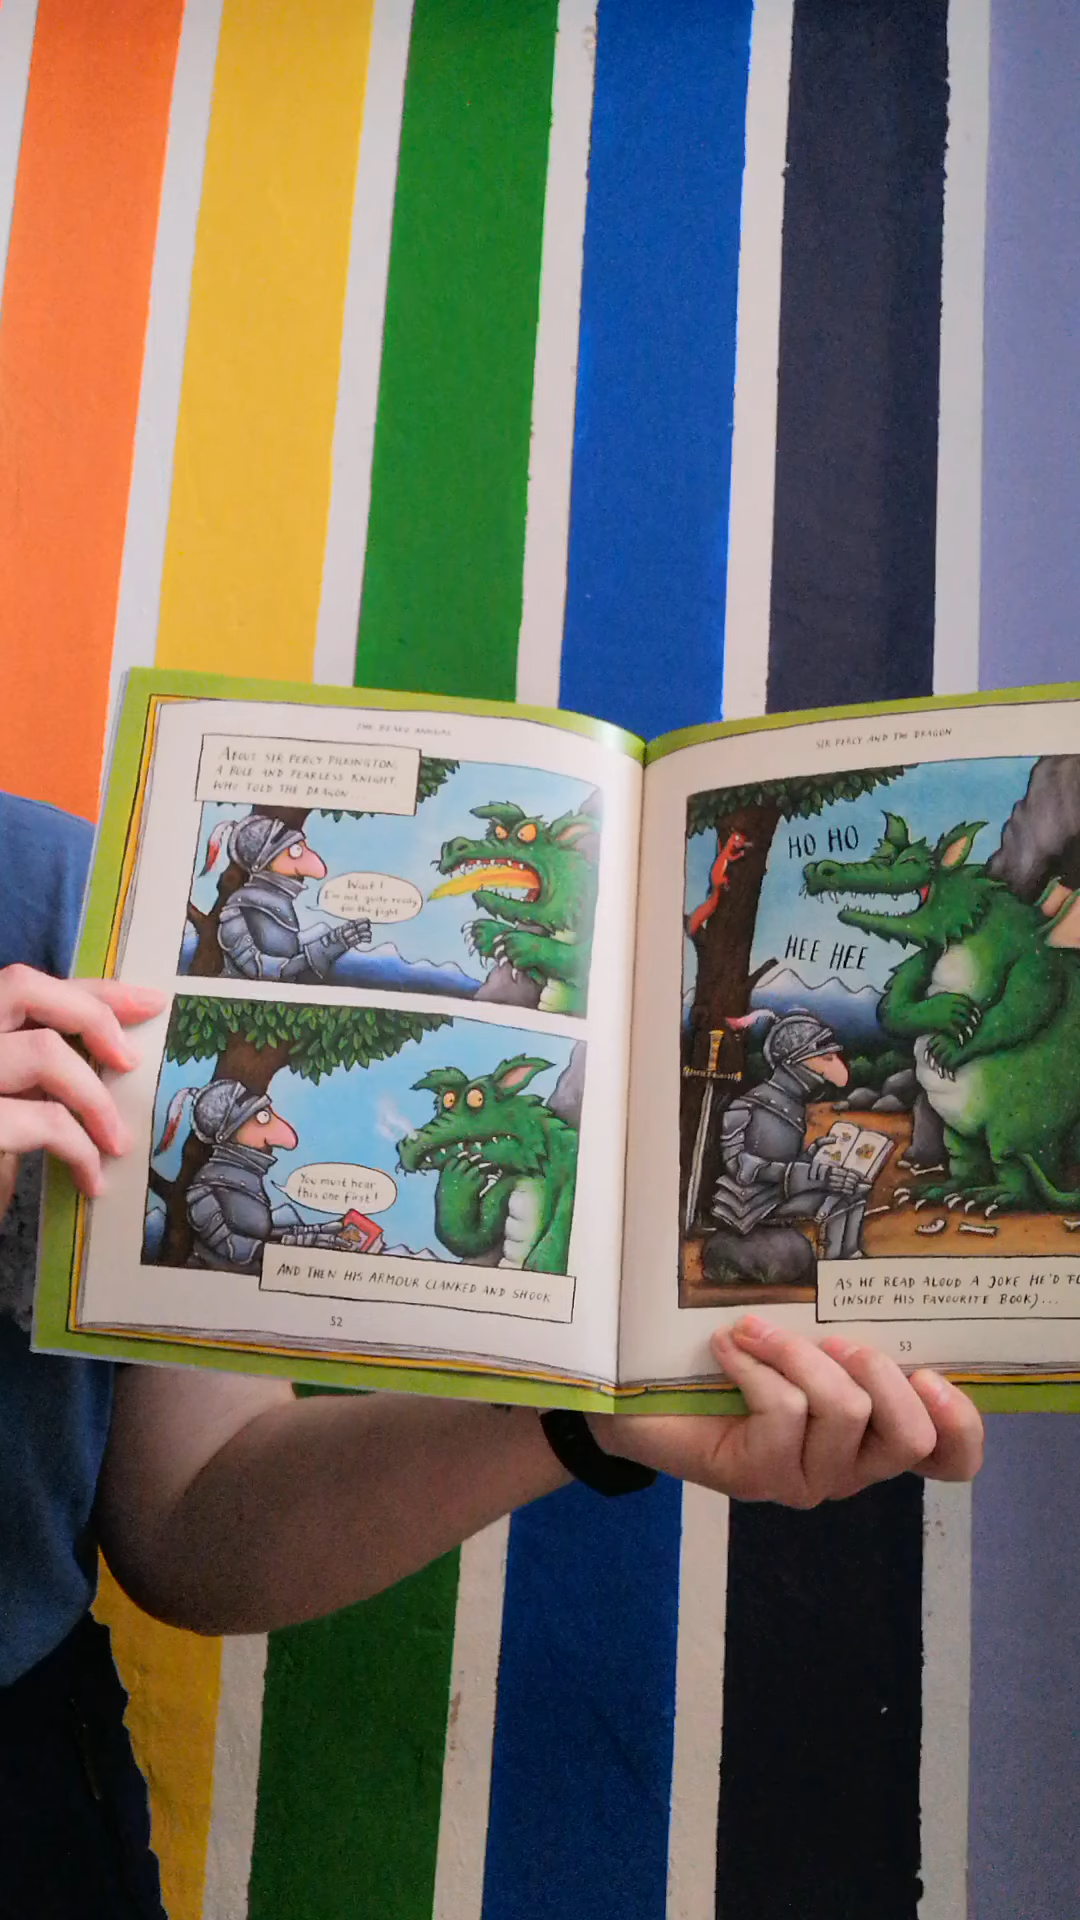 THE BEANO ANNUAL
ABOUT SIR PERCY PILKINGTON,
A BOLD AND FEARLESS KNIGHT,
WHO TOLD THE DRAGON...
Wait!
I'm not quite ready
for the fight.
You must hear
this one first!
AND THEN HIS ARMOUR CLANKED AND SHOOK
52
SIR PERCY AND THE DRAGON
HO HO
HEE HEE
AS HE READ ALOUD A JOKE HE'D
(INSIDE HIS FAVOURITE BOOK)...
53